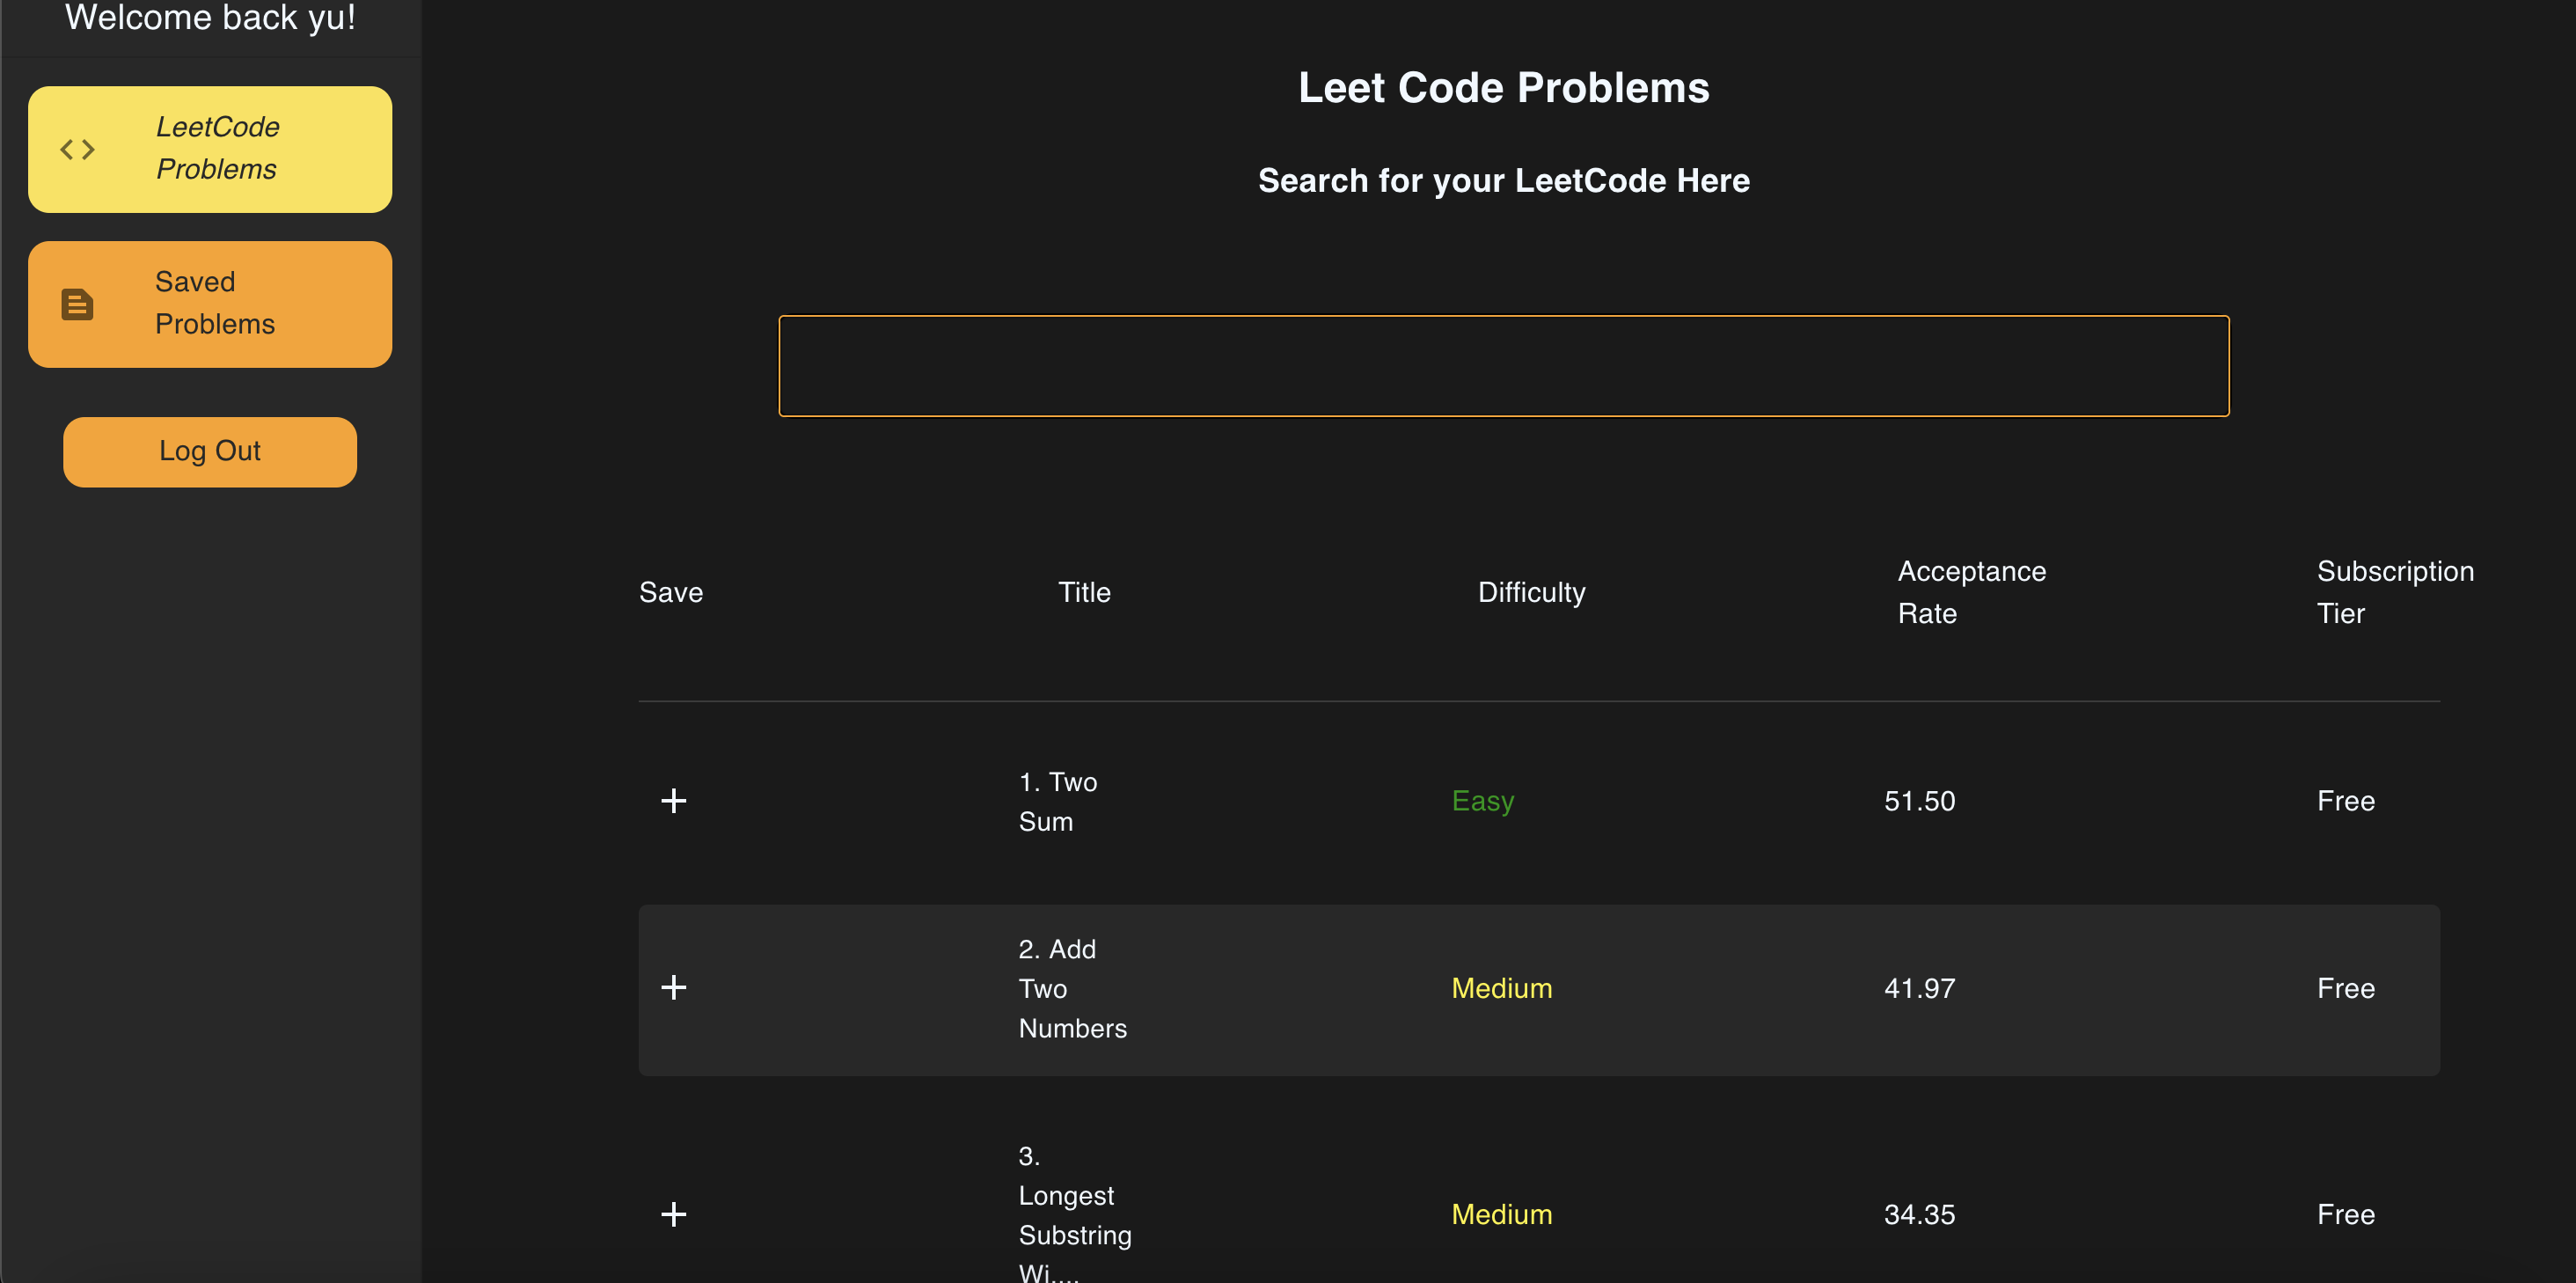 Welcome back yu!
LeetCode
Problems
Saved
Problems
Log Out
Leet Code Problems
Search for your LeetCode Here
Save
Title
Difficulty
Acceptance
Rate
Subscription
Tier
1. Two
Sum
Easy
51.50
Free
2. Add
Two
Numbers
Medium
41.97
Free
3.
Longest
Substring
Wi....
Medium
34.35
Free